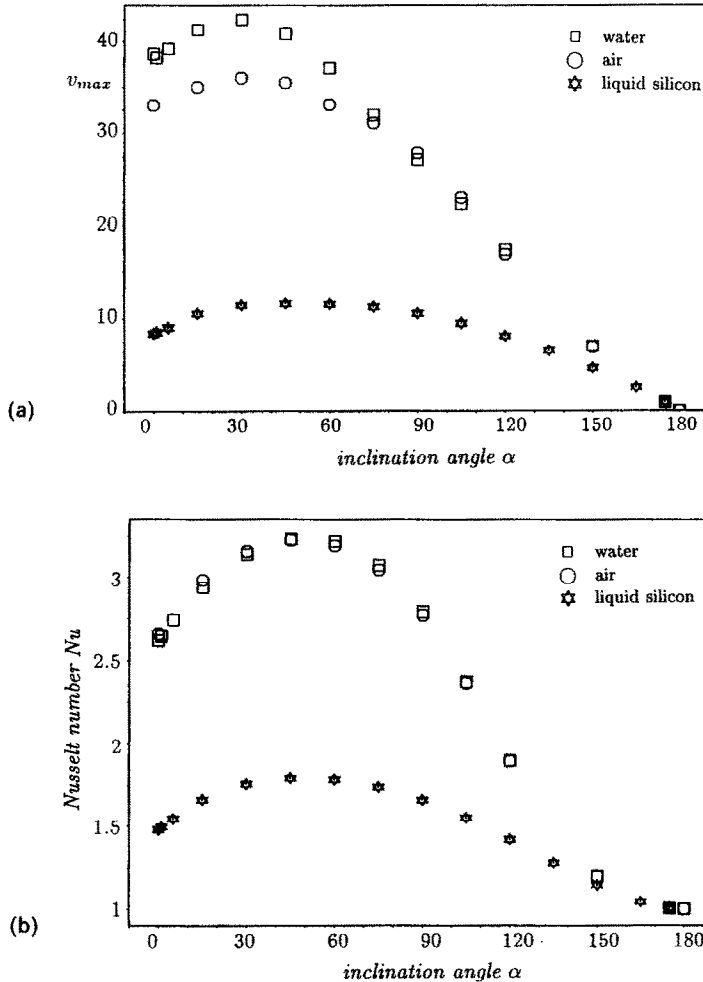 40
v_max
30
20
10
0
water
air
liquid silicon
(a)
0 30 60 90 120 150 180
inclination angle α
3
2.5
2
1.5
1
Nusselt number Nu
water
air
liquid silicon
(b)
0 30 60 90 120 150 180
inclination angle α